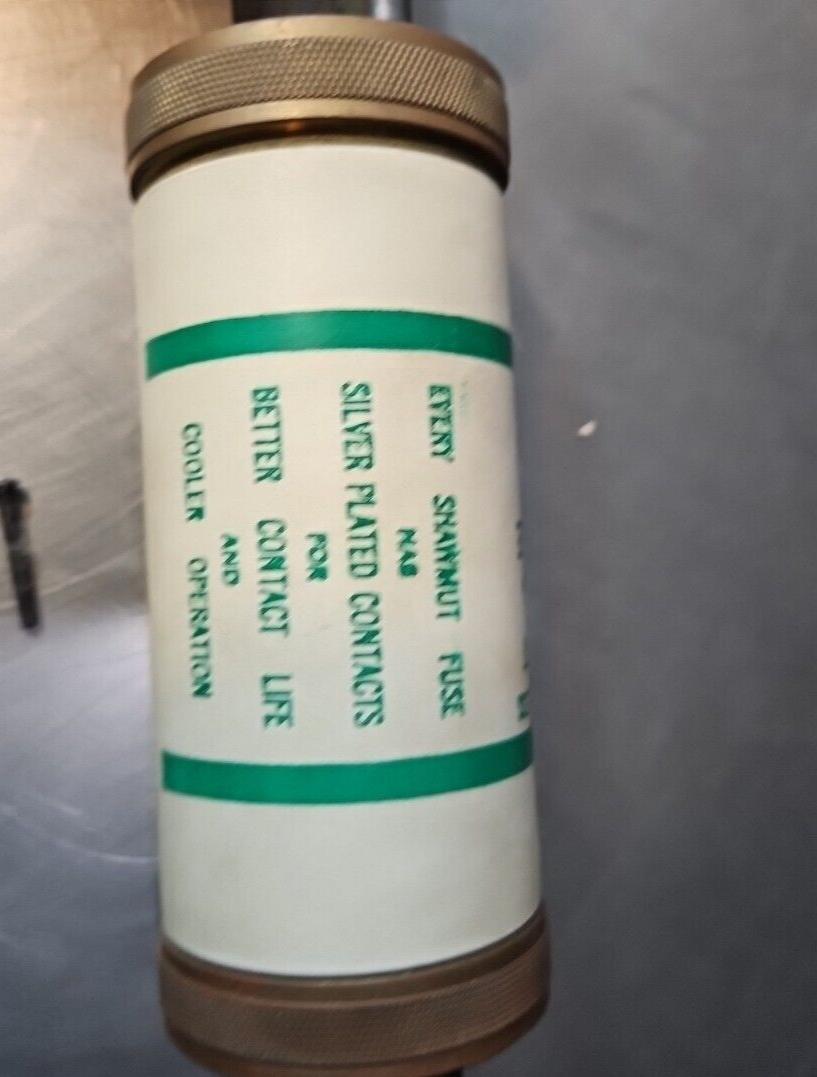 EVERY SHAWMUT FUSE
HAS
SILVER PLATED CONTACTS
FOR
BETTER CONTACT LIFE
AND
COOLER OPERATION